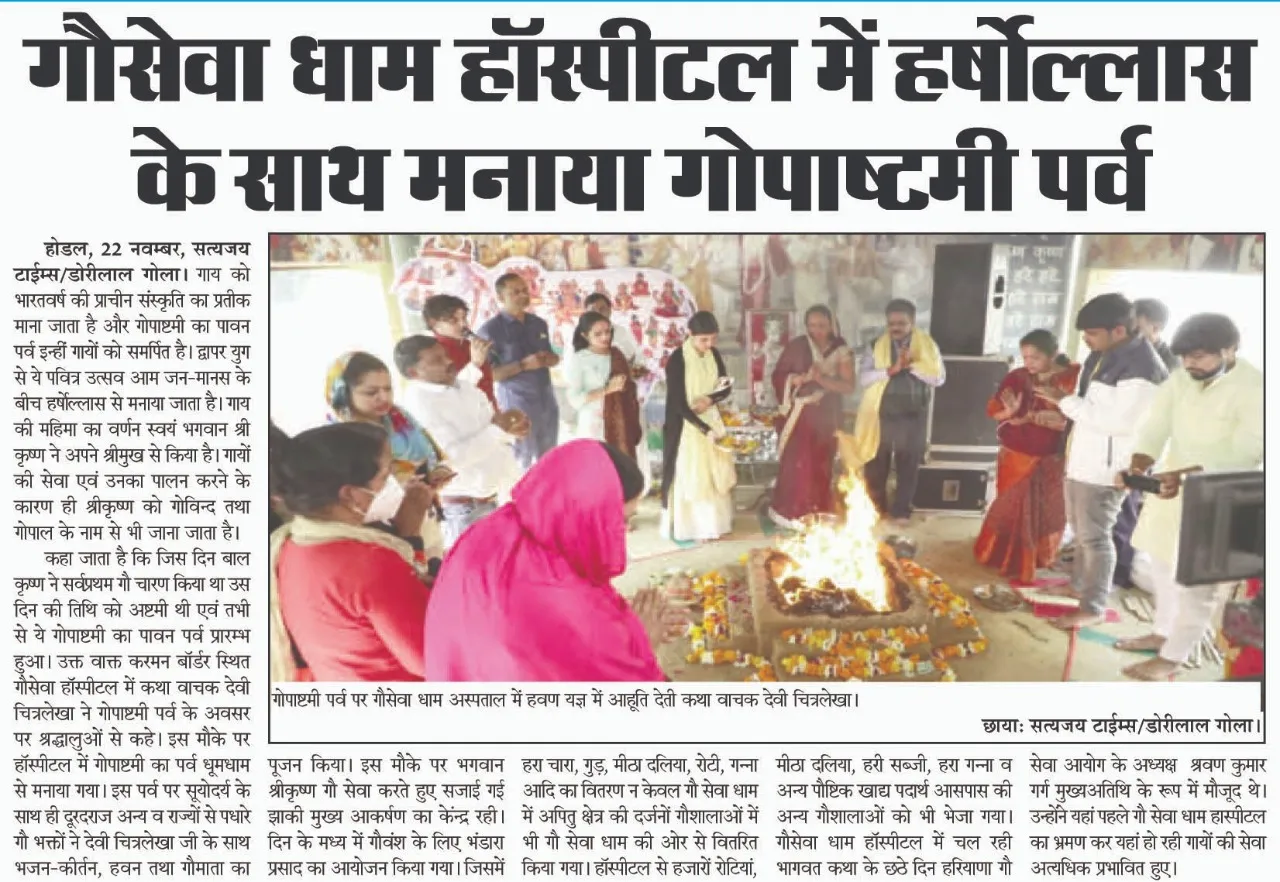 गौसेवा धाम हॉस्पीटल में हर्षोल्लास
के साथ मनाया गोपाष्टमी पर्व
होडल, 22 नवम्बर, सत्यजय
टाईम्स/डोरीलाल गोला। गाय को
भारतवर्ष की प्राचीन संस्कृति का प्रतीक
माना जाता है और गोपाष्टमी का पावन
पर्व इन्हीं गायों को समर्पित है। द्वापर युग
से ये पवित्र उत्सव आम जन-मानस के
बीच हर्षोल्लास से मनाया जाता है। गाय
की महिमा का वर्णन स्वयं भगवान श्री
कृष्ण ने अपने श्रीमुख से किया है। गायों
की सेवा एवं उनका पालन करने के
कारण ही श्रीकृष्ण को गोविन्द तथा
गोपाल के नाम से भी जाना जाता है।
कहा जाता है कि जिस दिन बाल
कृष्ण ने सर्वप्रथम गौ चारण किया था उस
दिन की तिथि को अष्टमी थी एवं तभी
से ये गोपाष्टमी का पावन पर्व प्रारम्भ
हुआ। उक्त वाक्त करमन बॉर्डर स्थित
गौसेवा हॉस्पीटल में कथा वाचक देवी
चित्रलेखा ने गोपाष्टमी पर्व के अवसर
पर श्रद्धालुओं से कहे। इस मौके पर
हॉस्पीटल में गोपाष्टमी का पर्व धूमधाम
से मनाया गया। इस पर्व पर सूयोदर्य के
साथ ही दूरदराज अन्य व राज्यों से पधारे
गौ भक्तों ने देवी चित्रलेखा जी के साथ
भजन-कीर्तन, हवन तथा गौमाता का
कृष्ण
हरे हरे
हरे राम
गोपाष्टमी पर्व पर गौसेवा धाम अस्पताल में हवण यज्ञ में आहूति देती कथा वाचक देवी चित्रलेखा।
छाया: सत्यजय टाईम्स/डोरीलाल गोला।
पूजन किया। इस मौके पर भगवान
श्रीकृष्ण गौ सेवा करते हुए सजाई गई
झाकी मुख्य आकर्षण का केंन्द्र रही।
दिन के मध्य में गौवंश के लिए भंडारा
प्रसाद का आयोजन किया गया। जिसमें
हरा चारा, गुड़, मीठा दलिया, रोटी, गन्ना
आदि का वितरण न केवल गौ सेवा धाम
में अपितु क्षेत्र की दर्जनों गौशालाओं में
भी गौ सेवा धाम की ओर से वितरित
किया गया। हॉस्पीटल से हजारों रोटियां,
मीठा दलिया, हरी सब्जी, हरा गन्ना व
अन्य पौष्टिक खाद्य पदार्थ आसपास की
अन्य गौशालाओं को भी भेजा गया।
गौसेवा धाम हॉस्पीटल में चल रही
भागवत कथा के छठे दिन हरियाणा गौ
सेवा आयोग के अध्यक्ष श्रवण कुमार
गर्ग मुख्यअतिथि के रूप में मौजूद थे।
उन्होंने यहां पहले गौ सेवा धाम हास्पीटल
का भ्रमण कर यहां हो रही गायों की सेवा
अत्यधिक प्रभावित हुए।